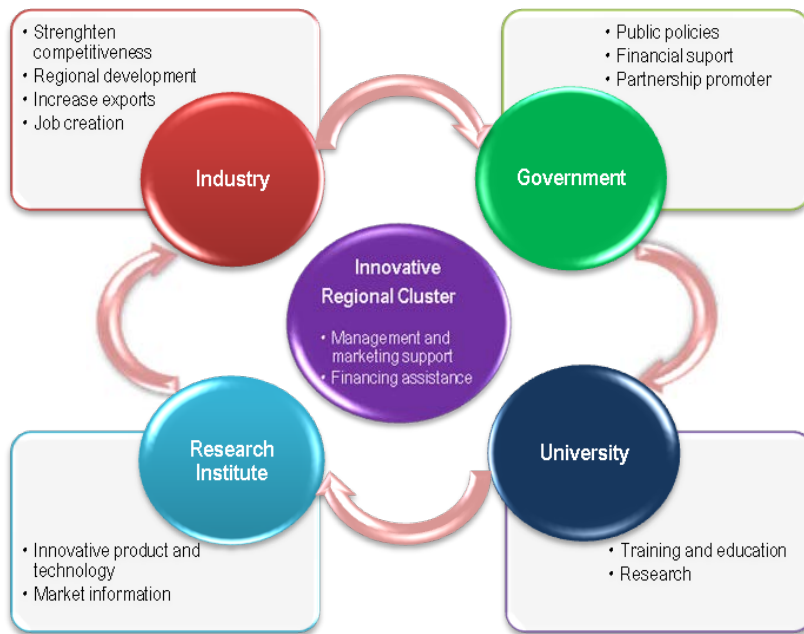 • Strenghten
competitiveness
• Regional development
• Increase exports
• Job creation
Industry
• Public policies
• Financial suport
• Partnership promoter
Government
Innovative
Regional Cluster
• Management and
marketing support
• Financing assistance
Research
Institute
• Innovative product and
technology
• Market information
University
• Training and education
• Research